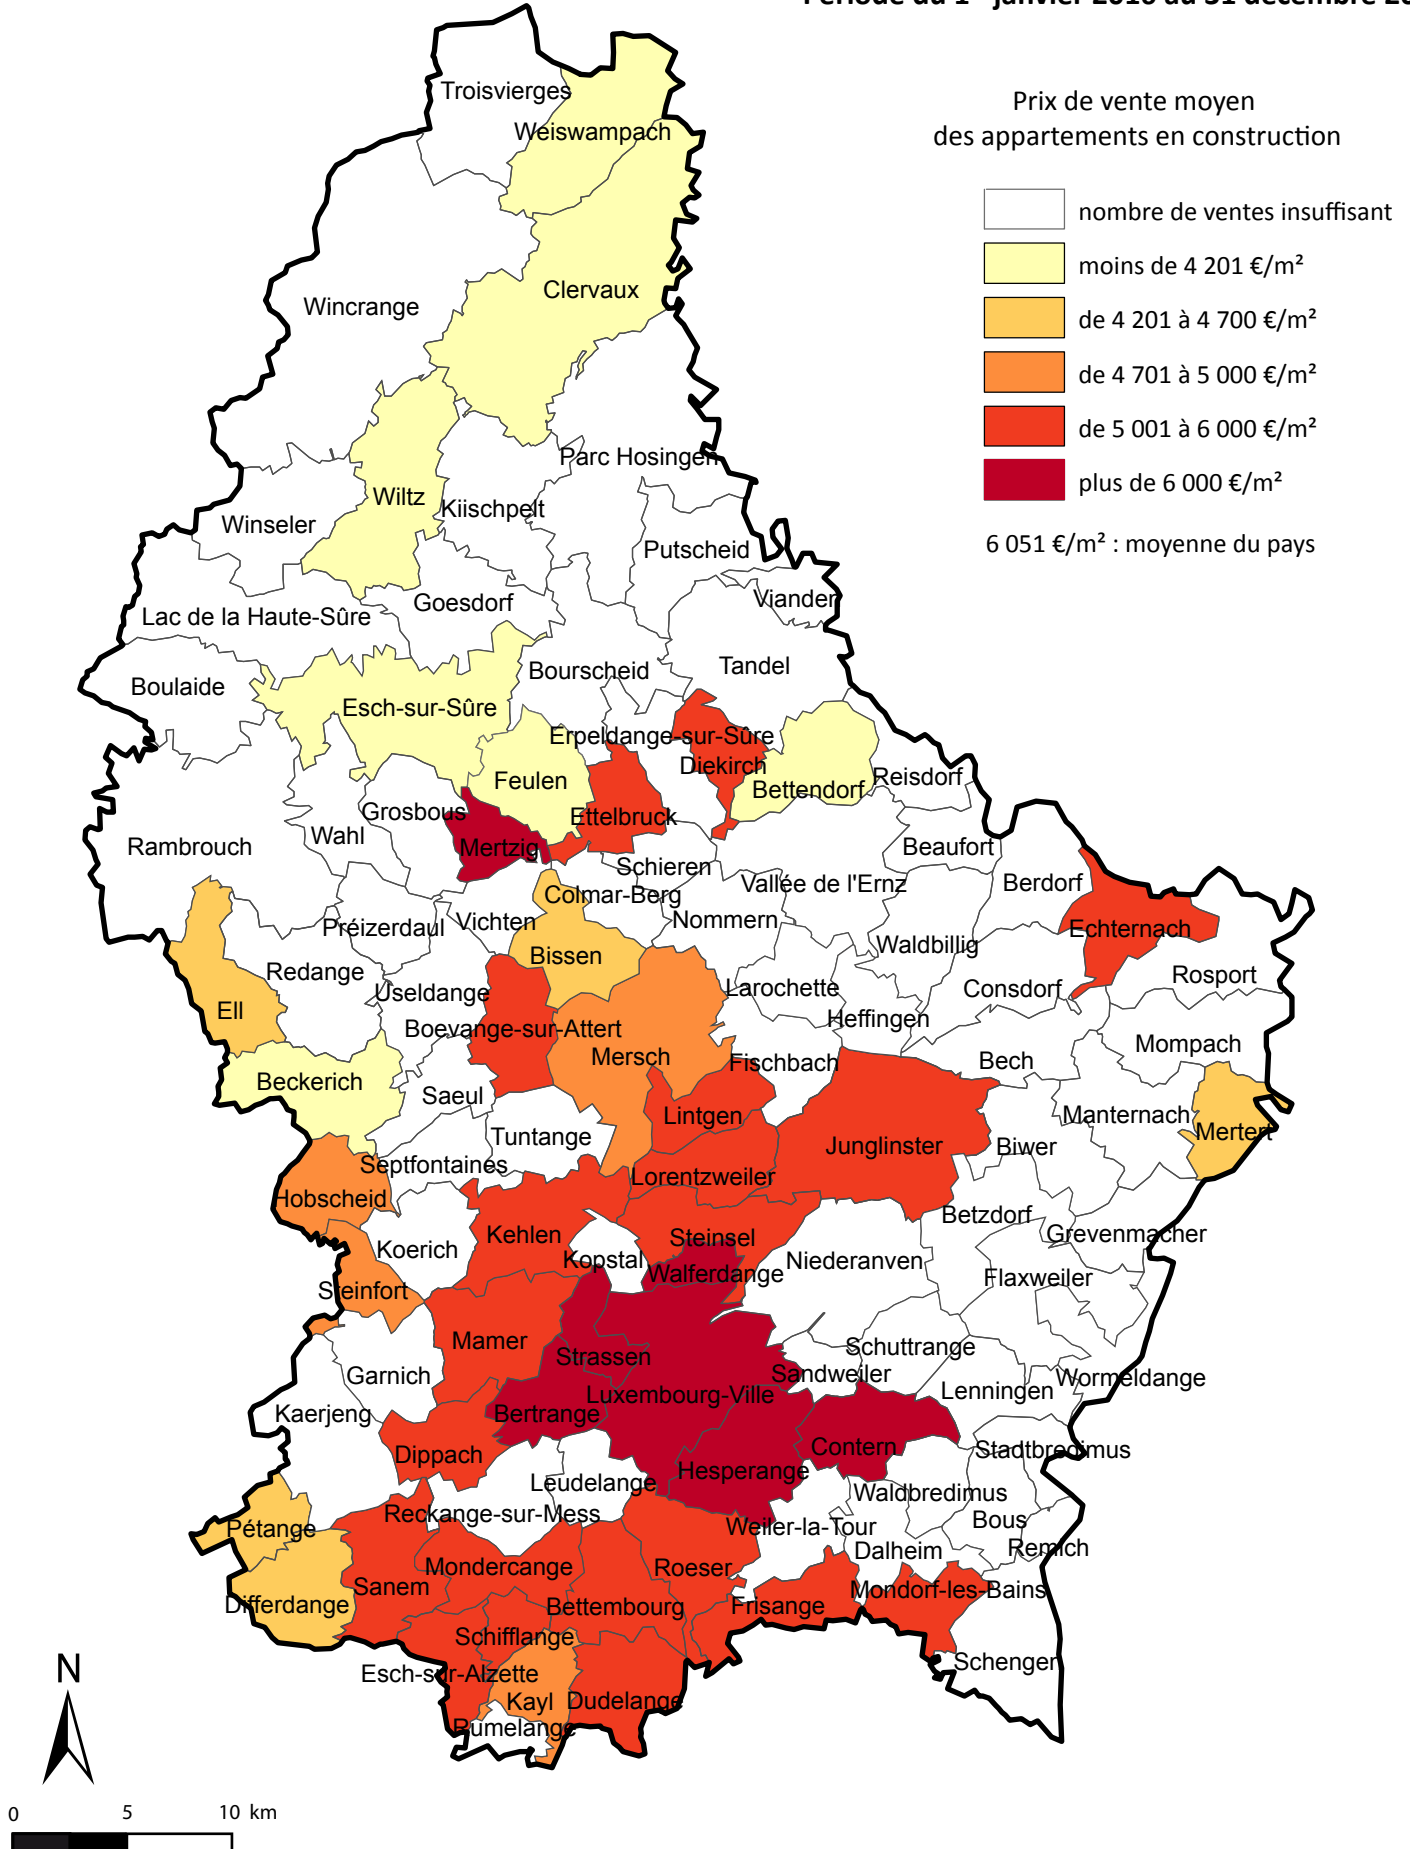 Prix de vente moyen
des appartements en construction
nombre de ventes insuffisant
moins de 4 201 €/m²
de 4 201 à 4 700 €/m²
de 4 701 à 5 000 €/m²
de 5 001 à 6 000 €/m²
plus de 6 000 €/m²
6 051 €/m² : moyenne du pays
Troisvierges
Weiswampach
Clervaux
Wincrange
Parc Hosingen
Wiltz
Kiischpelt
Winseler
Putscheid
Viander
Goesdorf
Lac de la Haute-Sûre
Tandel
Bourscheid
Boulaide
Esch-sur-Sûre
Erpeldange-sur-Sûre
Diekirch
Reisdorf
Feulen
Bettendorf
Grosbous
Ettelbruck
Wahl
Rambrouch
Mertzig
Beaufort
Schieren
Vallée de l'Ernz
Berdorf
Colmar-Berg
Vichten
Nommern
Préizerdaul
Echternach
Waldbillig
Bissen
Redange
Rosport
Larochette
Consdorf
Useldange
Ell
Heffingen
Boevange-sur-Attert
Mompach
Mersch
Fischbach
Bech
Beckerich
Saeul
Lintgen
Manternach
Mertert
Tuntange
Junglinster
Biwer
Septfontaines
Lorentzweiler
Hobscheid
Betzdorf
Kehlen
Steinsel
Grevenmacher
Koerich
Kopstal
Niederanven
Walferdange
Flaxweiler
Steinfort
Mamer
Schuttrange
Strassen
Sandweiler
Garnich
Wormeldange
Lenningen
Luxembourg-Ville
Kaerjeng
Bertrange
Contern
Stadtbredimus
Dippach
Hesperange
Leudelange
Waldbredimus
Reckange-sur-Mess
Bous
Pétange
Weiler-la-Tour
Remich
Dalheim
Mondercange
Roeser
Sanem
Mondorf-les-Bains
Differdange
Bettembourg
Frisange
Schifflange
Schengen
Esch-sur-Alzette
Kayl
Dudelange
Rumelange
N
0 5 10 km